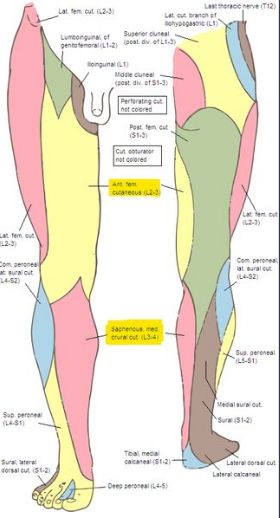 Lat. fem. cut. (L2-3)
Lumboinguinal, of
genitofemoral (L1-2)
Ilioinguinal (L1)
Last thoracic nerve (T12)
Lat. cut. branch of
iliohypogastric (L1)
Superior cluneal
(post. div. of L1-3)
Middle cluneal
(post. div. of S1-3)
Perforating cut.
not colored
Post. fem. cut
(S1-3)
Cut. obturator
not colored
Ant. fem.
cutaneous (L2-3)
Lat. fem. cut.
(L2-3)
Lat. fem. cut
(L2-3)
Com. peroneal,
lat. sural cut.
(L4-S2)
Com. peroneal
lat. sural cut.
(L4-S2)
Saphenous, med.
crural cut. (L3-4)
Sup. peroneal
(L5-S1)
Sup. peroneal
(L4-S1)
Medial sural cut.
Sural (S1-2)
Tibial, medial
calcaneal (S1-2)
Sural, lateral
dorsal cut. (S1-2)
Deep peroneal (L4-5)
Lateral dorsal cut.
Lateral calcaneal